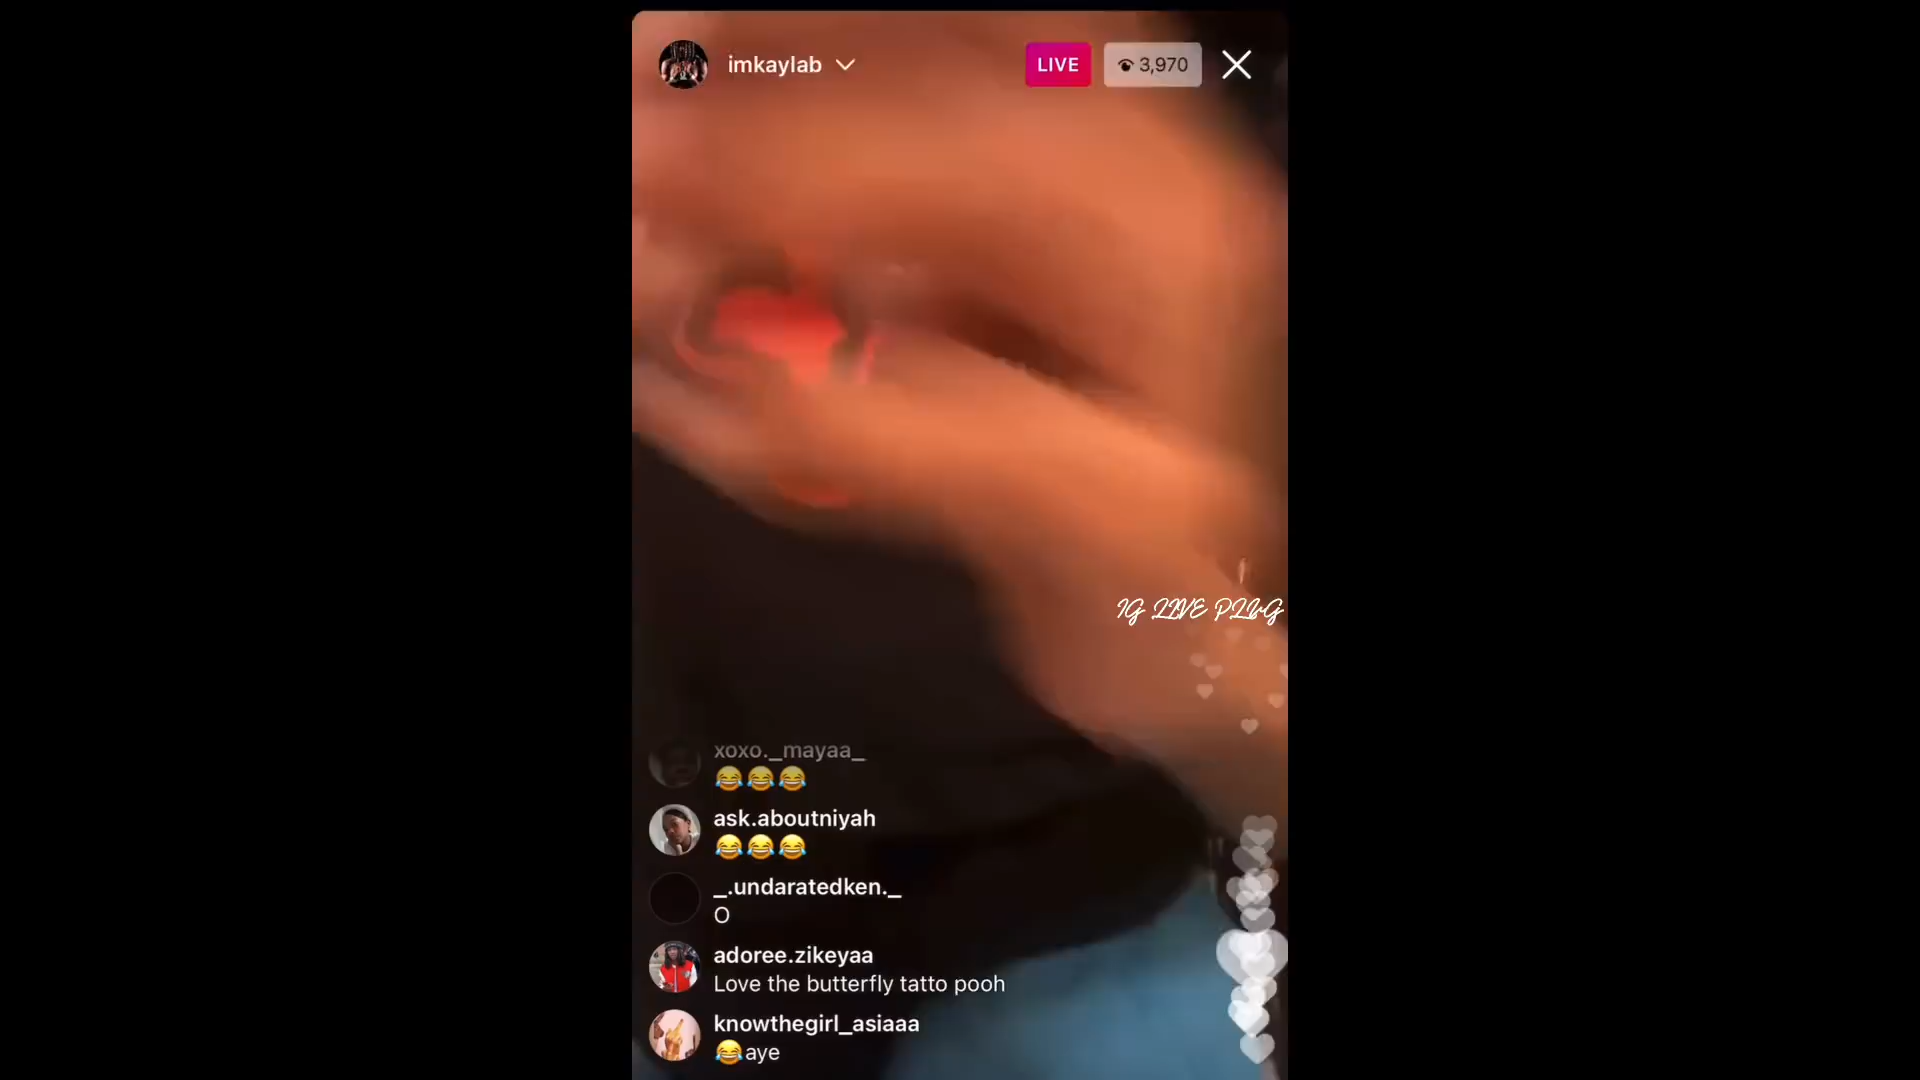 imkaylab
LIVE
3,970
IG LIVE PLUG
xoxo._mayaa_
😂😂😂
ask.aboutniyah
😂😂😂
_.undaratedken._
O
adoree.zikeyaa
Love the butterfly tatto pooh
knowthegirl_asiaaa
😂aye